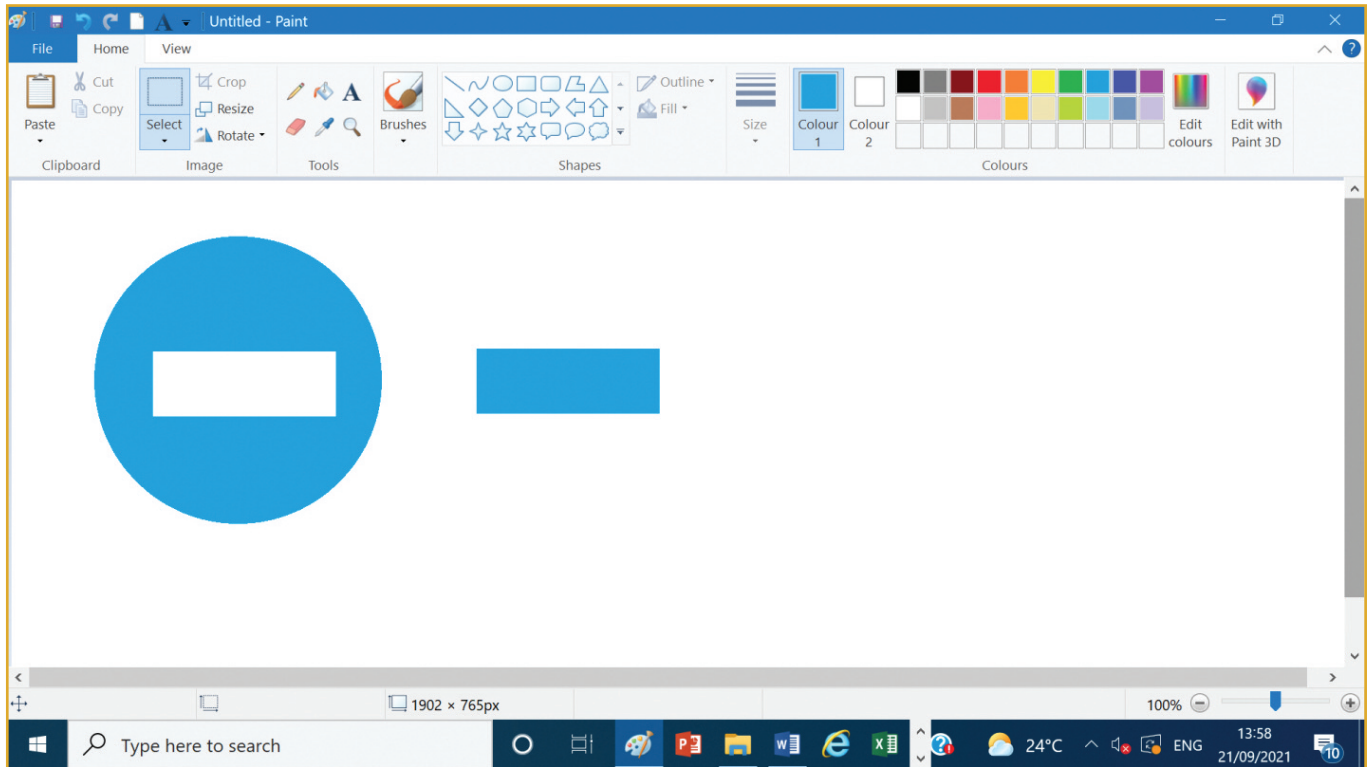 Untitled - Paint
File Home View
Paste
Cut
Copy
Clipboard
Select
Crop
Resize
Rotate
Image
A
Tools
Brushes
Outline
Fill
Shapes
Size
Colour 1
Colour 2
Edit colours
Edit with Paint 3D
Colours
1902 × 765px
100%
Type here to search
24°C
ENG
13:58
21/09/2021
10